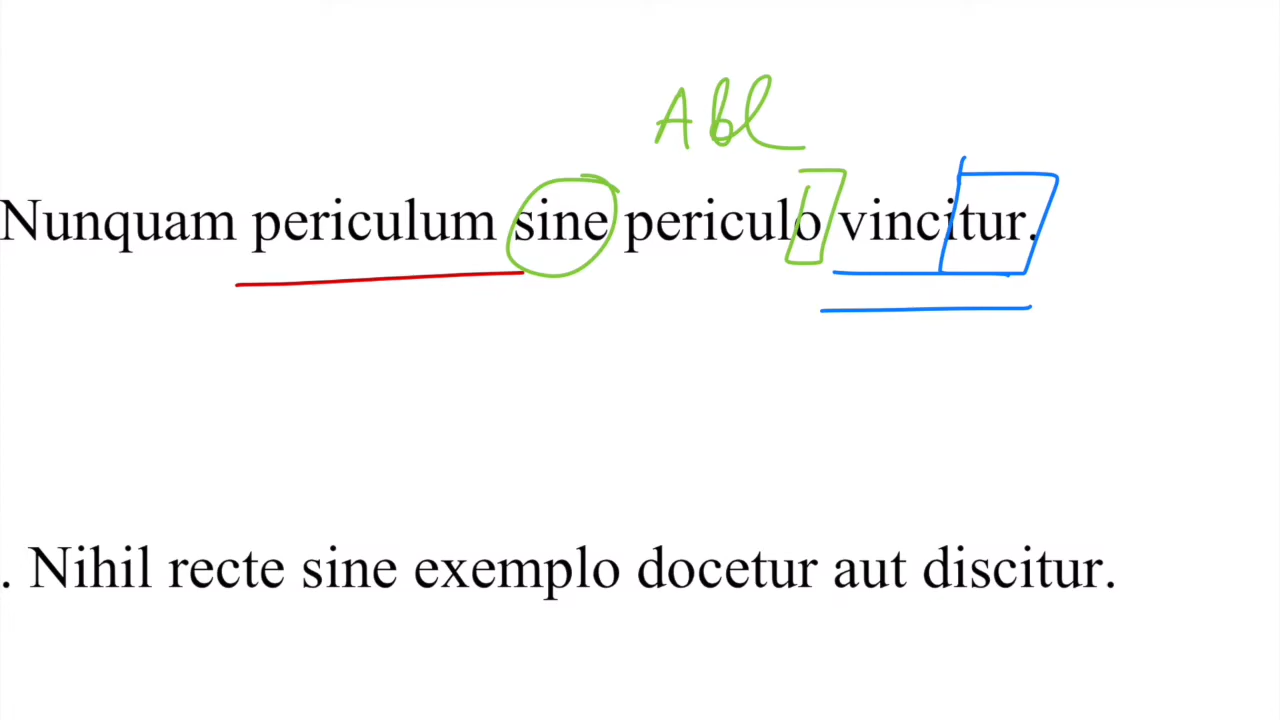 Abl
Nunquam periculum sine periculo vincitur.
. Nihil recte sine exemplo docetur aut discitur.